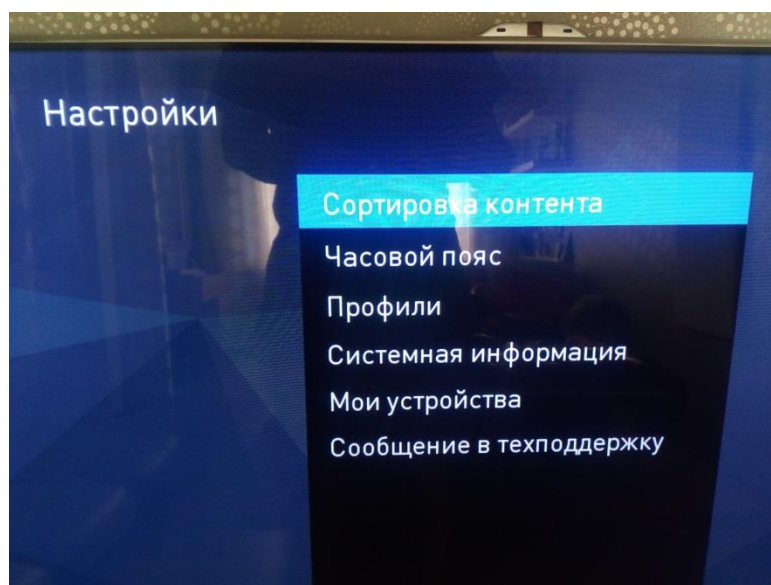 Настройки
Сортировка контента
Часовой пояс
Профили
Системная информация
Мои устройства
Сообщение в техподдержку